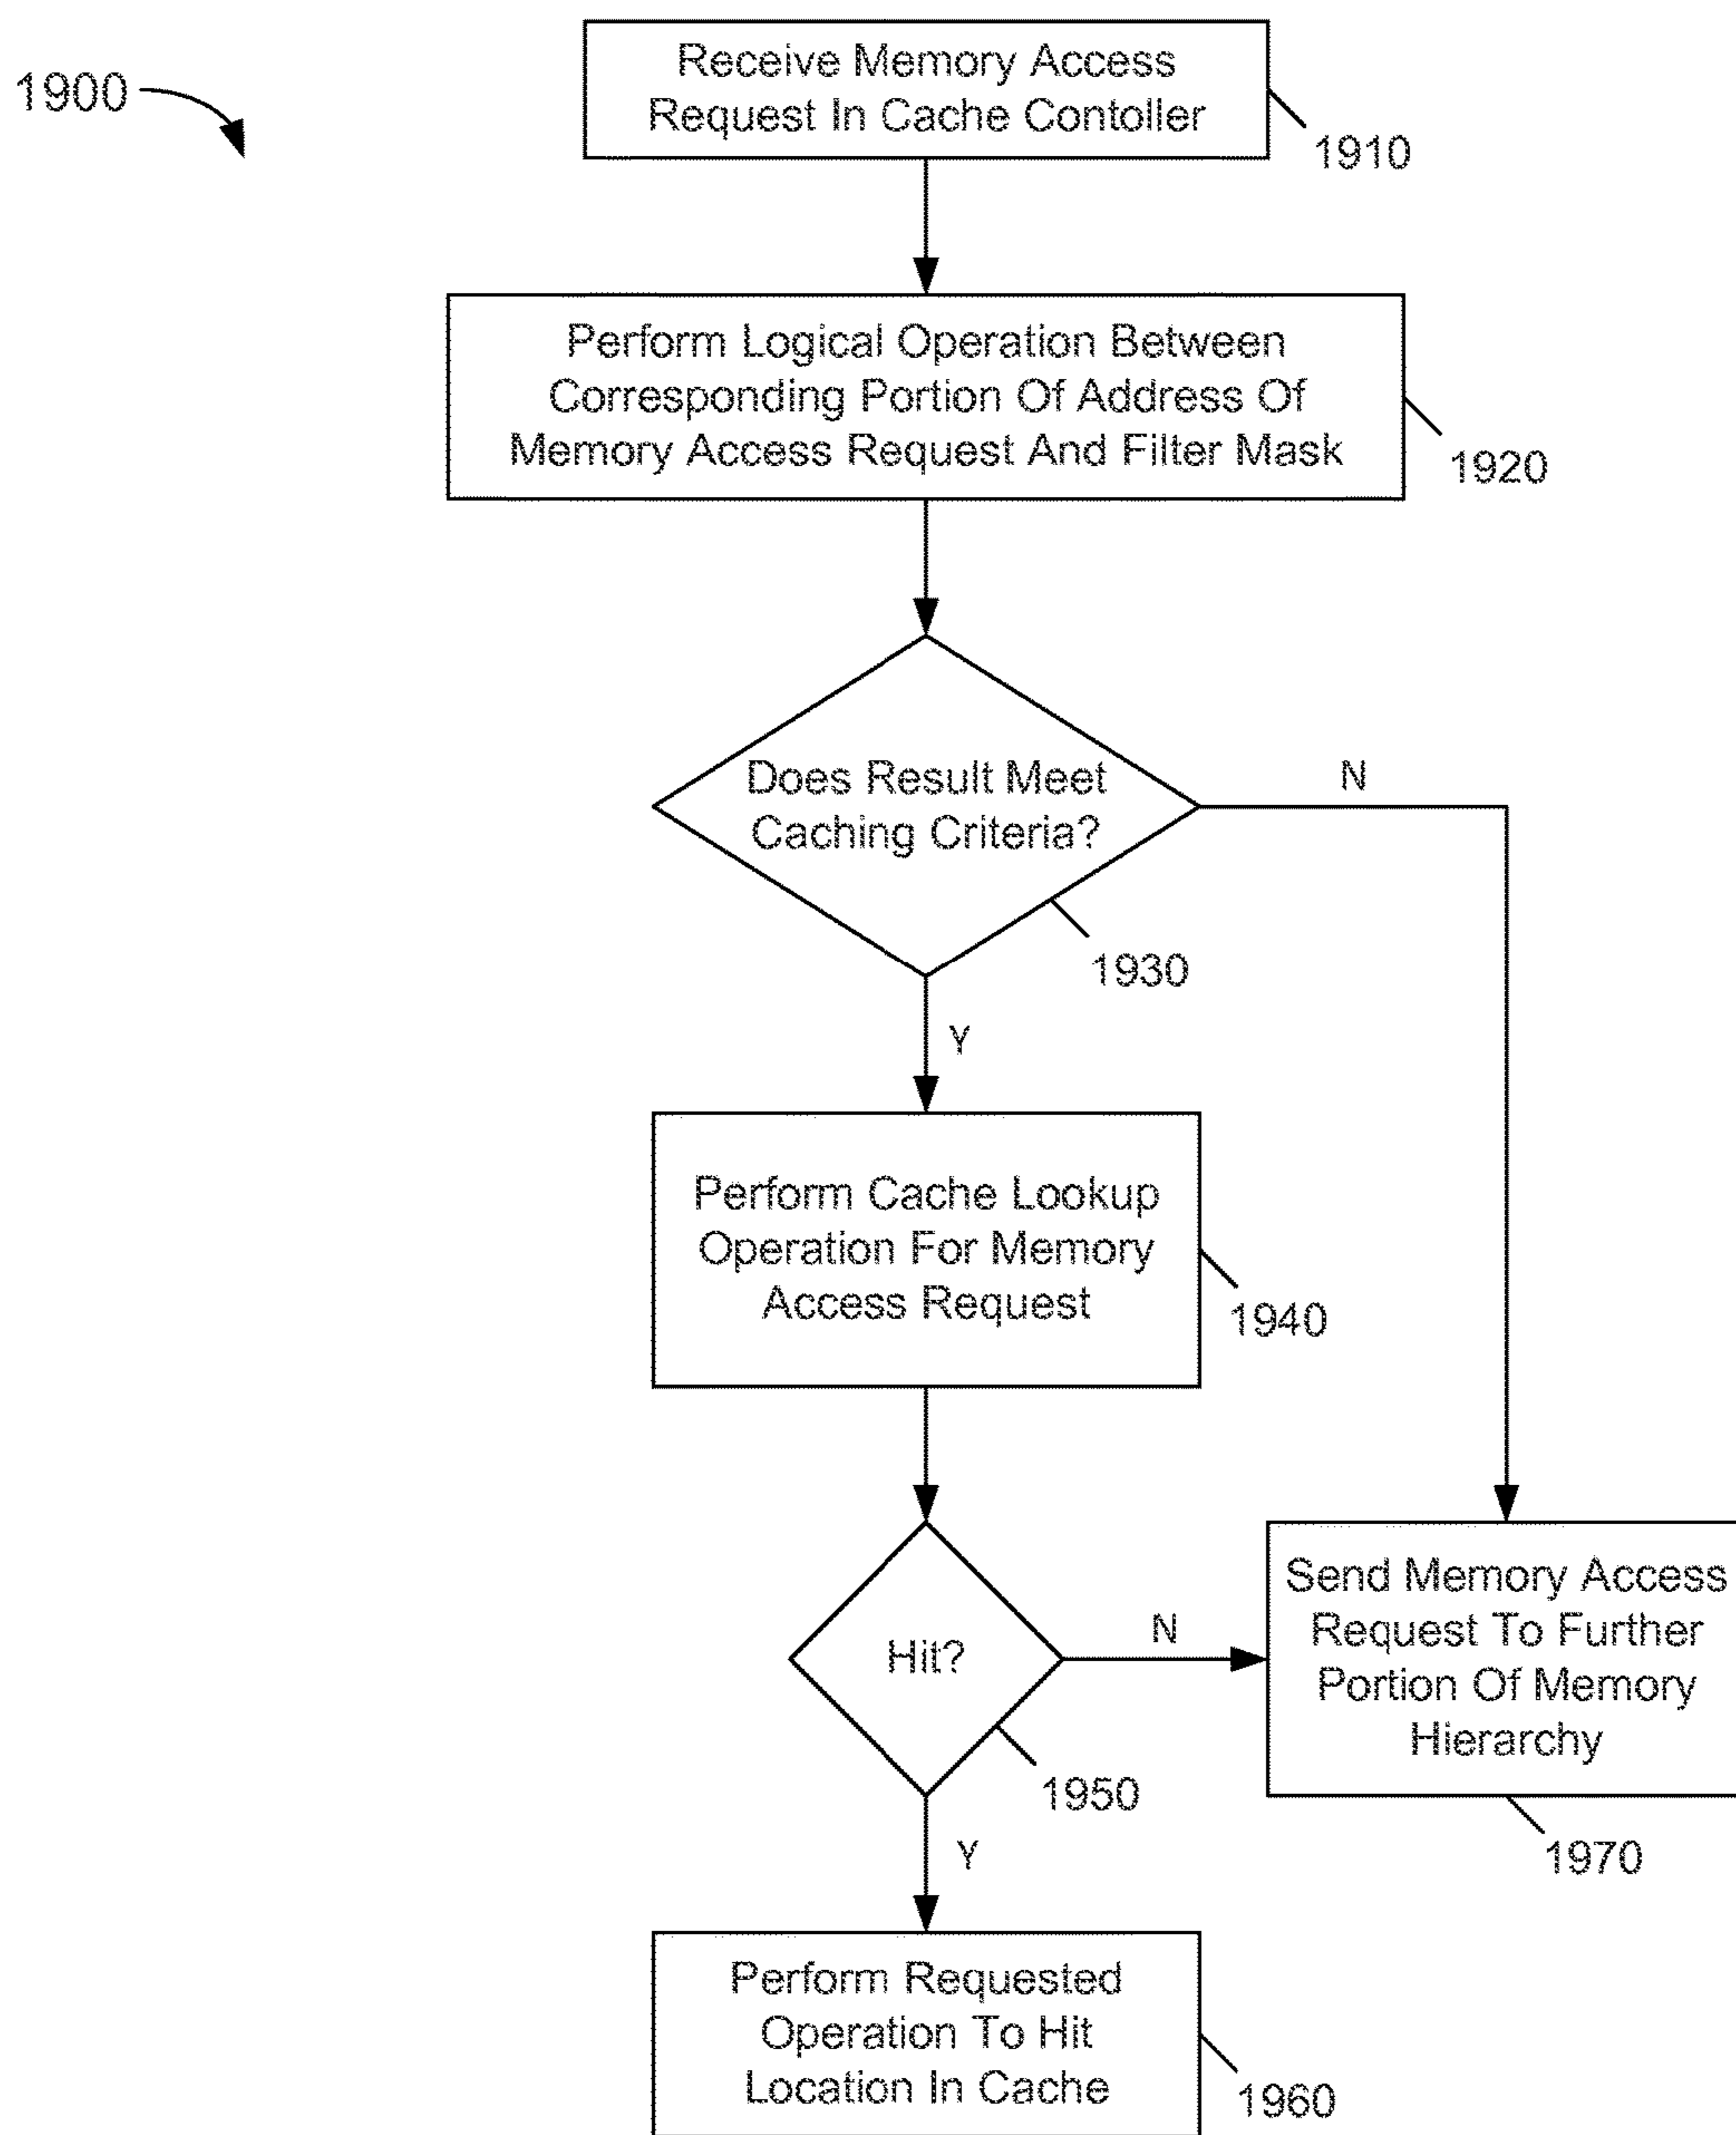 1900
Receive Memory Access
Request In Cache Contoller
1910
Perform Logical Operation Between
Corresponding Portion Of Address Of
Memory Access Request And Filter Mask
1920
Does Result Meet
Caching Criteria?
N
1930
Y
Perform Cache Lookup
Operation For Memory
Access Request
1940
Hit?
N
1950
Send Memory Access
Request To Further
Portion Of Memory
Hierarchy
1970
Y
Perform Requested
Operation To Hit
Location In Cache
1960